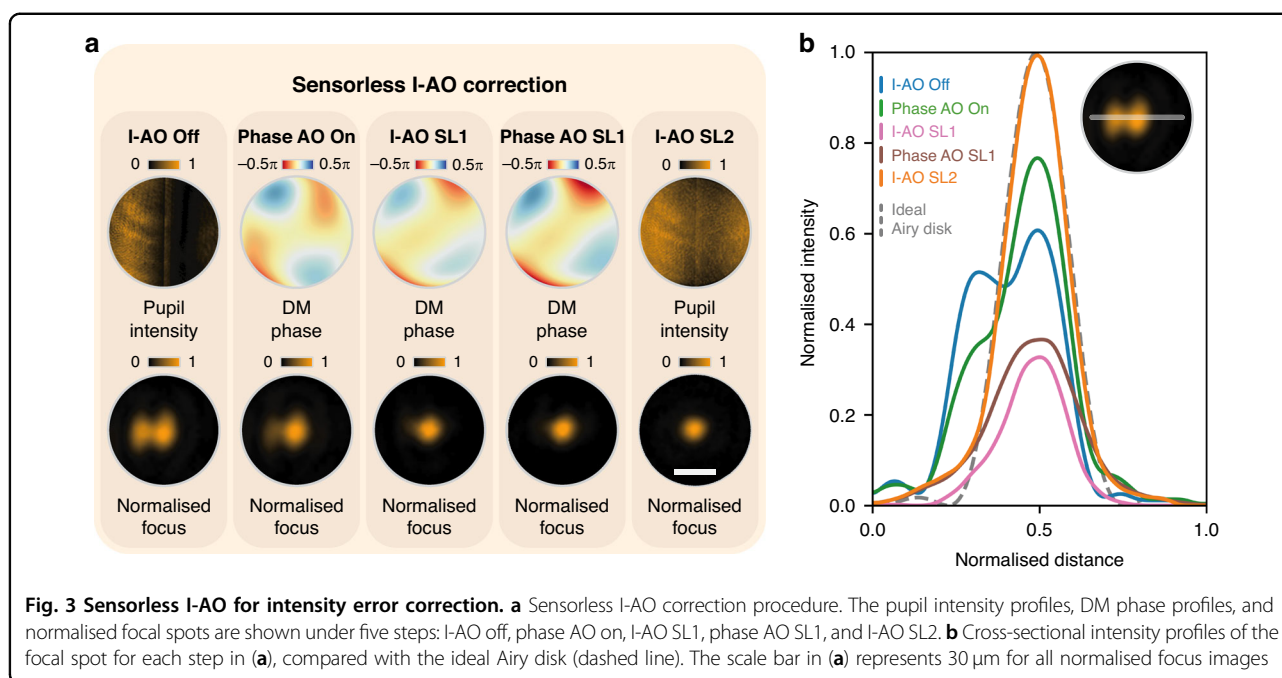 a
Sensorless I-AO correction
I-AO Off
Phase AO On
I-AO SL1
Phase AO SL1
I-AO SL2
0 1
−0.5π 0.5π
−0.5π 0.5π
−0.5π 0.5π
0 1
Pupil
intensity
DM
phase
DM
phase
DM
phase
Pupil
intensity
0 1
0 1
0 1
0 1
0 1
Normalised
focus
Normalised
focus
Normalised
focus
Normalised
focus
Normalised
focus
b
1.0
0.8
0.6
0.4
0.2
0.0
Normalised intensity
I-AO Off
Phase AO On
I-AO SL1
Phase AO SL1
I-AO SL2
Ideal
Airy disk
0.0 0.5 1.0
Normalised distance
Fig. 3 Sensorless I-AO for intensity error correction. a Sensorless I-AO correction procedure. The pupil intensity profiles, DM phase profiles, and
normalised focal spots are shown under five steps: I-AO off, phase AO on, I-AO SL1, phase AO SL1, and I-AO SL2. b Cross-sectional intensity profiles of the
focal spot for each step in (a), compared with the ideal Airy disk (dashed line). The scale bar in (a) represents 30 μm for all normalised focus images